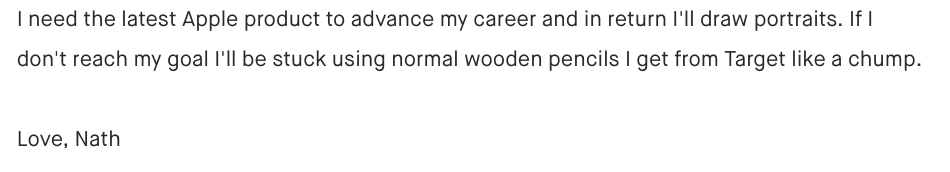 I need the latest Apple product to advance my career and in return I'll draw portraits. If I
don't reach my goal I'll be stuck using normal wooden pencils I get from Target like a chump.
Love, Nath